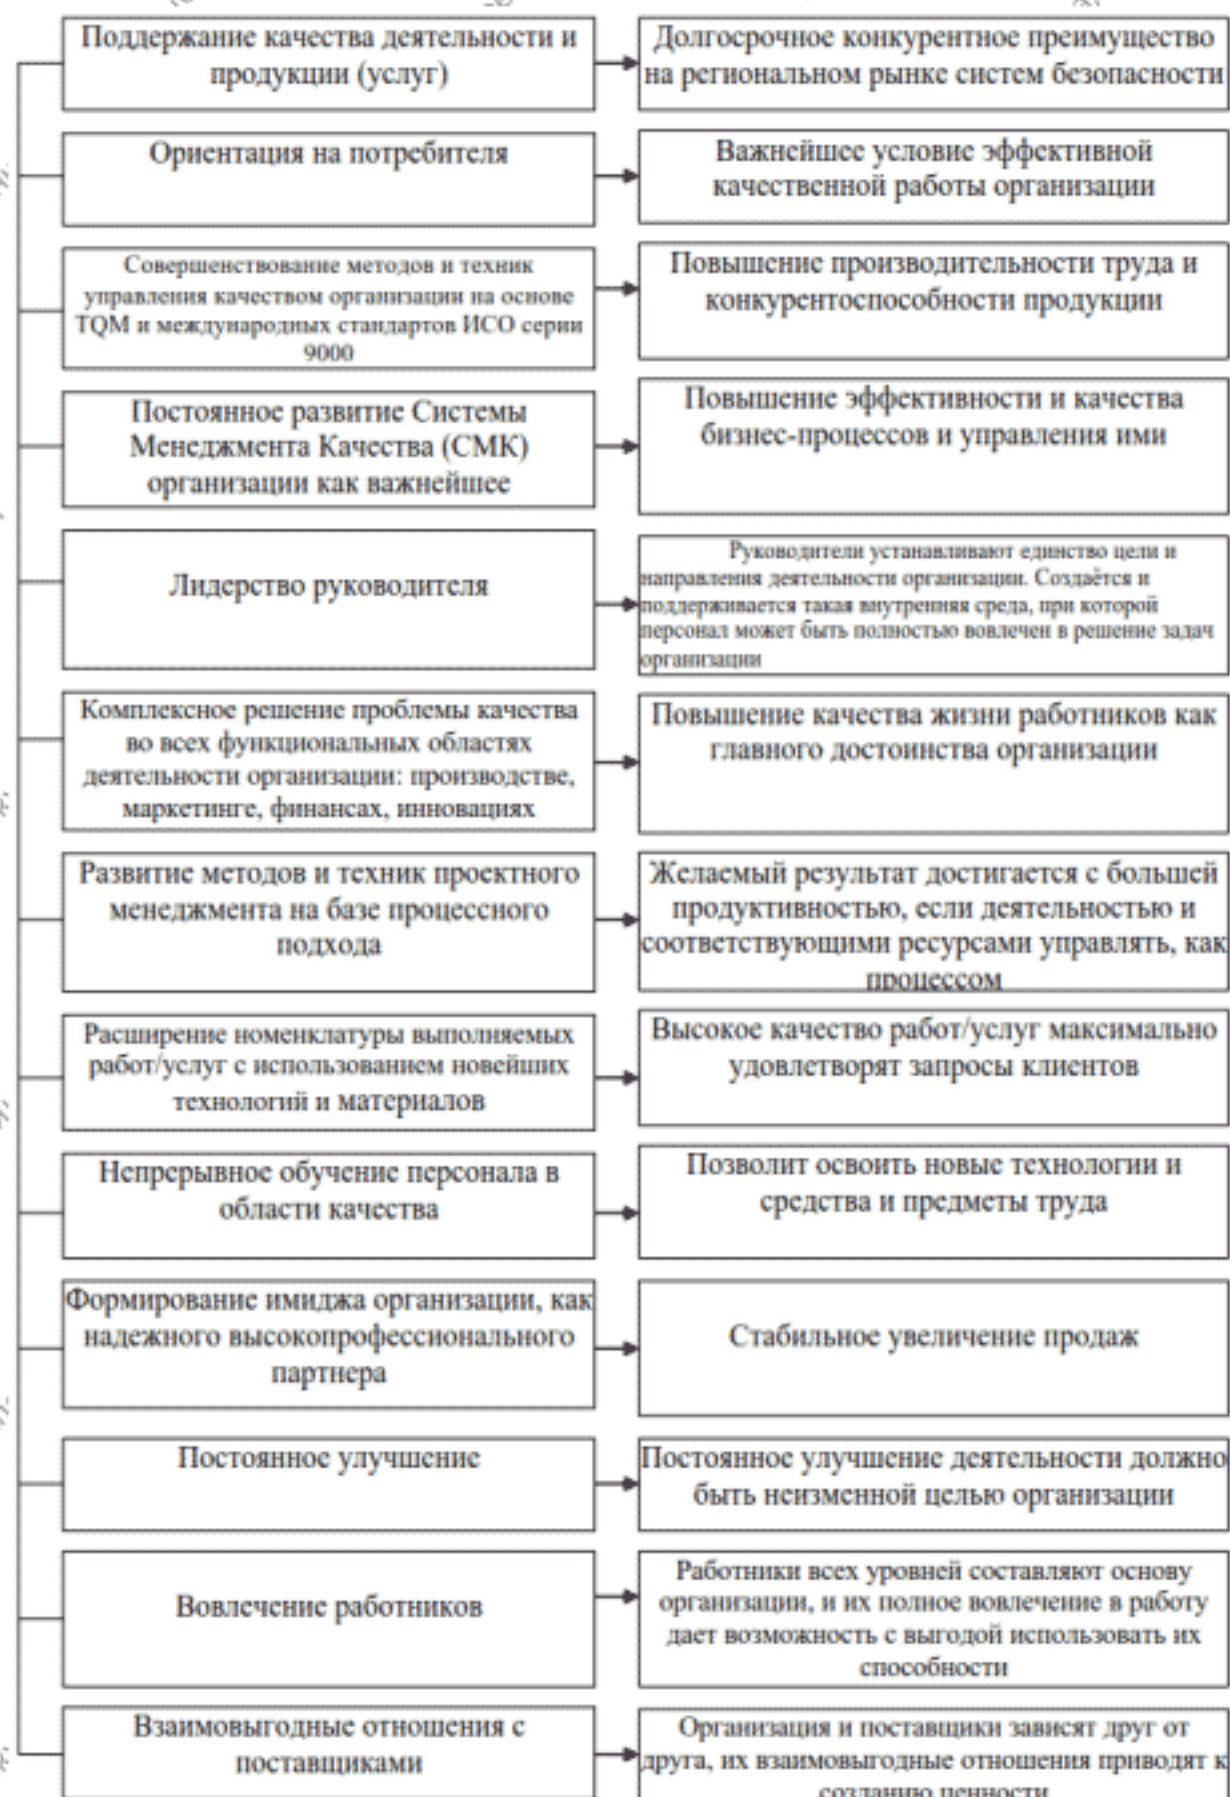 Поддержание качества деятельности и
продукции (услуг)
Долгосрочное конкурентное преимущество
на региональном рынке систем безопасности
Ориентация на потребителя
Важнейшее условие эффективной
качественной работы организации
Совершенствование методов и техник
управления качеством организации на основе
TQM и международных стандартов ИСО серии
9000
Повышение производительности труда и
конкурентоспособности продукции
Постоянное развитие Системы
Менеджмента Качества (СМК)
организации как важнейшее
Повышение эффективности и качества
бизнес-процессов и управления ими
Лидерство руководителя
Руководители устанавливают единство цели и
направления деятельности организации. Создаётся и
поддерживается такая внутренняя среда, при которой
персонал может быть полностью вовлечен в решение задач
организации
Комплексное решение проблемы качества
во всех функциональных областях
деятельности организации: производстве,
маркетинге, финансах, инновациях
Повышение качества жизни работников как
главного достоинства организации
Развитие методов и техник проектного
менеджмента на базе процессного
подхода
Желаемый результат достигается с большей
продуктивностью, если деятельностью и
соответствующими ресурсами управлять, как
процессом
Расширение номенклатуры выполняемых
работ/услуг с использованием новейших
технологий и материалов
Высокое качество работ/услуг максимально
удовлетворят запросы клиентов
Непрерывное обучение персонала в
области качества
Позволит освоить новые технологии и
средства и предметы труда
Формирование имиджа организации, как
надежного высокопрофессионального
партнера
Стабильное увеличение продаж
Постоянное улучшение
Постоянное улучшение деятельности должно
быть неизменной целью организации
Вовлечение работников
Работники всех уровней составляют основу
организации, и их полное вовлечение в работу
дает возможность с выгодой использовать их
способности
Взаимовыгодные отношения с
поставщиками
Организация и поставщики зависят друг от
друга, их взаимовыгодные отношения приводят к
созданию ценности